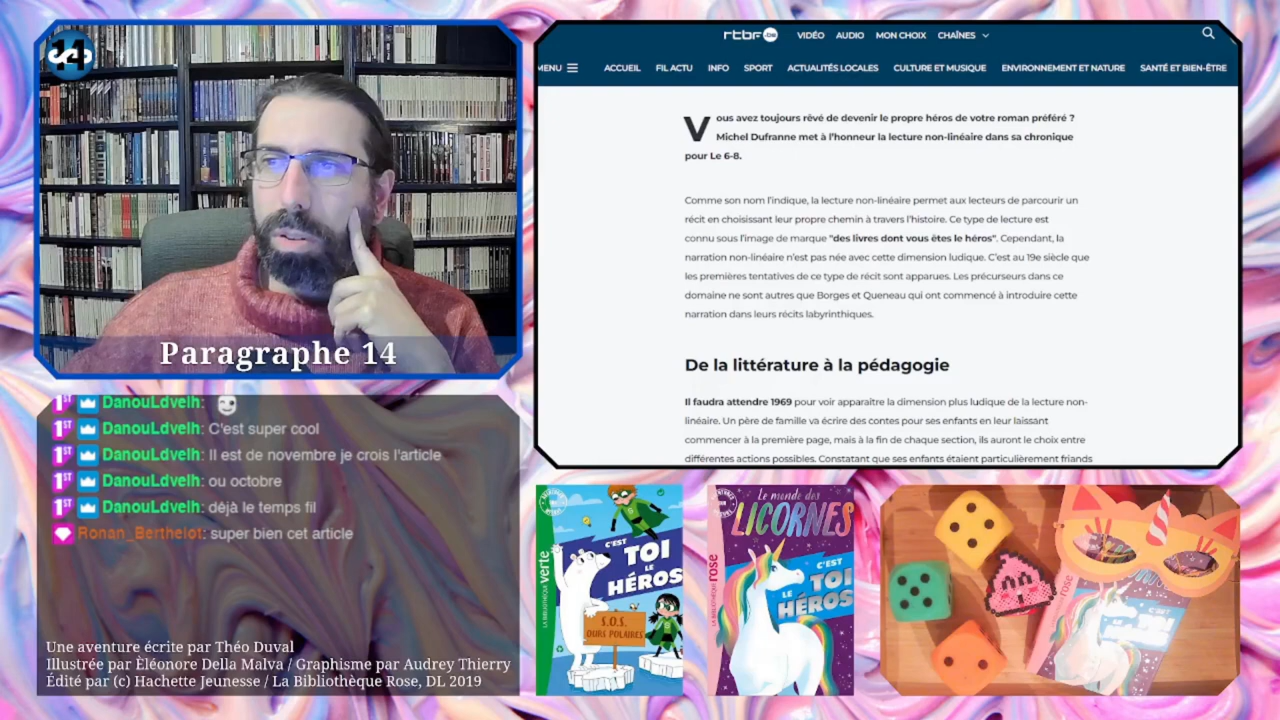 14
Paragraphe 14
DanouLdvelh:
DanouLdvelh: C'est super cool
DanouLdvelh: Il est de novembre je crois l'article
DanouLdvelh: ou octobre
DanouLdvelh: déjà le temps fil
Ronan_Berthelot: super bien cet article
Une aventure écrite par Théo Duval
Illustrée par Èléonore Della Malva / Graphisme par Audrey Thierry
Édité par (c) Hachette Jeunesse / La Bibliothèque Rose, DL 2019
rtbf.be VIDÉO AUDIO MON CHOIX CHAÎNES
MENU ACCUEIL FIL ACTU INFO SPORT ACTUALITÉS LOCALES CULTURE ET MUSIQUE ENVIRONNEMENT ET NATURE SANTÉ ET BIEN-ÊTRE
Vous avez toujours rêvé de devenir le propre héros de votre roman préféré ?
Michel Dufranne met à l'honneur la lecture non-linéaire dans sa chronique
pour Le 6-8.
Comme son nom l'indique, la lecture non-linéaire permet aux lecteurs de parcourir un
récit en choisissant leur propre chemin à travers l'histoire. Ce type de lecture est
connu sous l'image de marque "des livres dont vous êtes le héros". Cependant, la
narration non-linéaire n'est pas née avec cette dimension ludique. C'est au 19e siècle que
les premières tentatives de ce type de récit sont apparues. Les précurseurs dans ce
domaine ne sont autres que Borges et Queneau qui ont commencé à introduire cette
narration dans leurs récits labyrinthiques.
De la littérature à la pédagogie
Il faudra attendre 1969 pour voir apparaître la dimension plus ludique de la lecture non-
linéaire. Un père de famille va écrire des contes pour ses enfants en leur laissant
commencer à la première page, mais à la fin de chaque section, ils auront le choix entre
différentes actions possibles. Constatant que ses enfants étaient particulièrement friands
LA BIBLIOTHÈQUE verte
C'EST
TOI
LE
HÉROS
S.O.S.
OURS POLAIRES
rose
Le monde des
LICORNES
C'EST
TOI
LE
HÉROS
rose